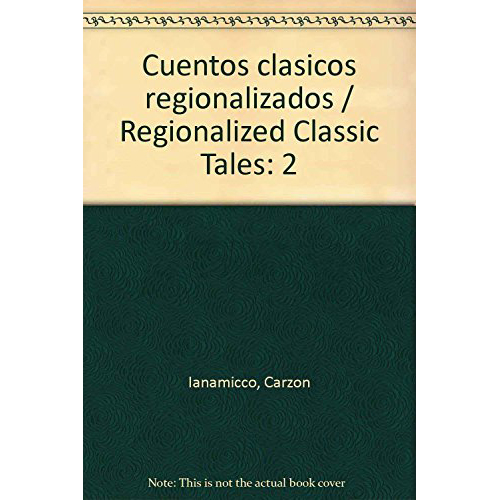 Cuentos clasicos
regionalizados /
Regionalized Classic
Tales: 2
Ianamicco, Carzon
Note: This is not the actual book cover